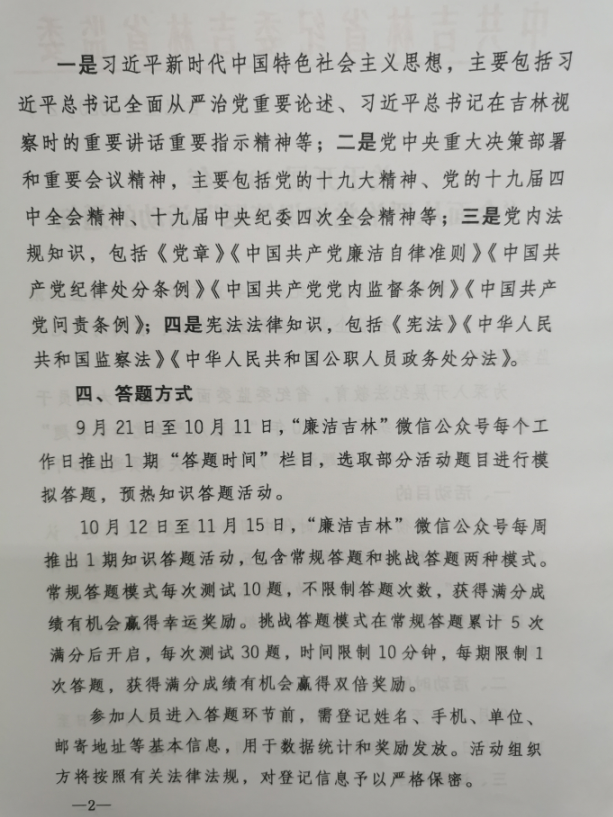 一是习近平新时代中国特色社会主义思想，主要包括习
近平总书记全面从严治党重要论述、习近平总书记在吉林视
察时的重要讲话重要指示精神等；二是党中央重大决策部署
和重要会议精神，主要包括党的十九大精神、党的十九届四
中全会精神、十九届中央纪委四次全会精神等；三是党内法
规知识，包括《党章》《中国共产党廉洁自律准则》《中国共
产党纪律处分条例》《中国共产党党内监督条例》《中国共产
党问责条例》；四是宪法法律知识，包括《宪法》《中华人民
共和国监察法》《中华人民共和国公职人员政务处分法》。
四、答题方式
9月21日至10月11日，“廉洁吉林”微信公众号每个工
作日推出1期“答题时间”栏目，选取部分活动题目进行模
拟答题，预热知识答题活动。
10月12日至11月15日，“廉洁吉林”微信公众号每周
推出1期知识答题活动，包含常规答题和挑战答题两种模式。
常规答题模式每次测试10题，不限制答题次数，获得满分成
绩有机会赢得幸运奖励。挑战答题模式在常规答题累计5次
满分后开启，每次测试30题，时间限制10分钟，每期限制1
次答题，获得满分成绩有机会赢得双倍奖励。
参加人员进入答题环节前，需登记姓名、手机、单位、
邮寄地址等基本信息，用于数据统计和奖励发放。活动组织
方将按照有关法律法规，对登记信息予以严格保密。
—2—